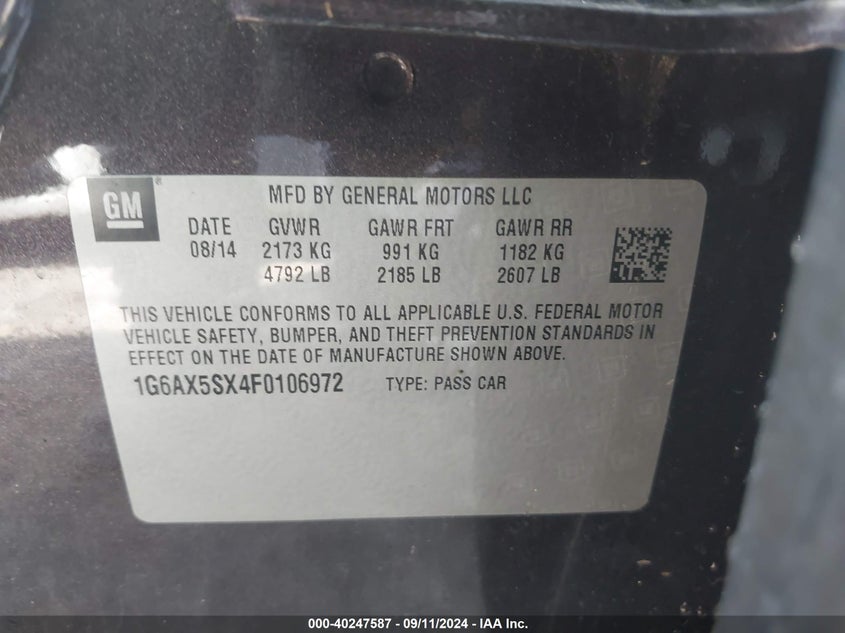 GM ®
MFD BY GENERAL MOTORS LLC
DATE GVWR GAWR FRT GAWR RR
08/14 2173 KG 991 KG 1182 KG
4792 LB 2185 LB 2607 LB
THIS VEHICLE CONFORMS TO ALL APPLICABLE U.S. FEDERAL MOTOR
VEHICLE SAFETY, BUMPER, AND THEFT PREVENTION STANDARDS IN
EFFECT ON THE DATE OF MANUFACTURE SHOWN ABOVE.
1G6AX5SX4F0106972 TYPE: PASS CAR
000-40247587 - 09/11/2024 - IAA Inc.